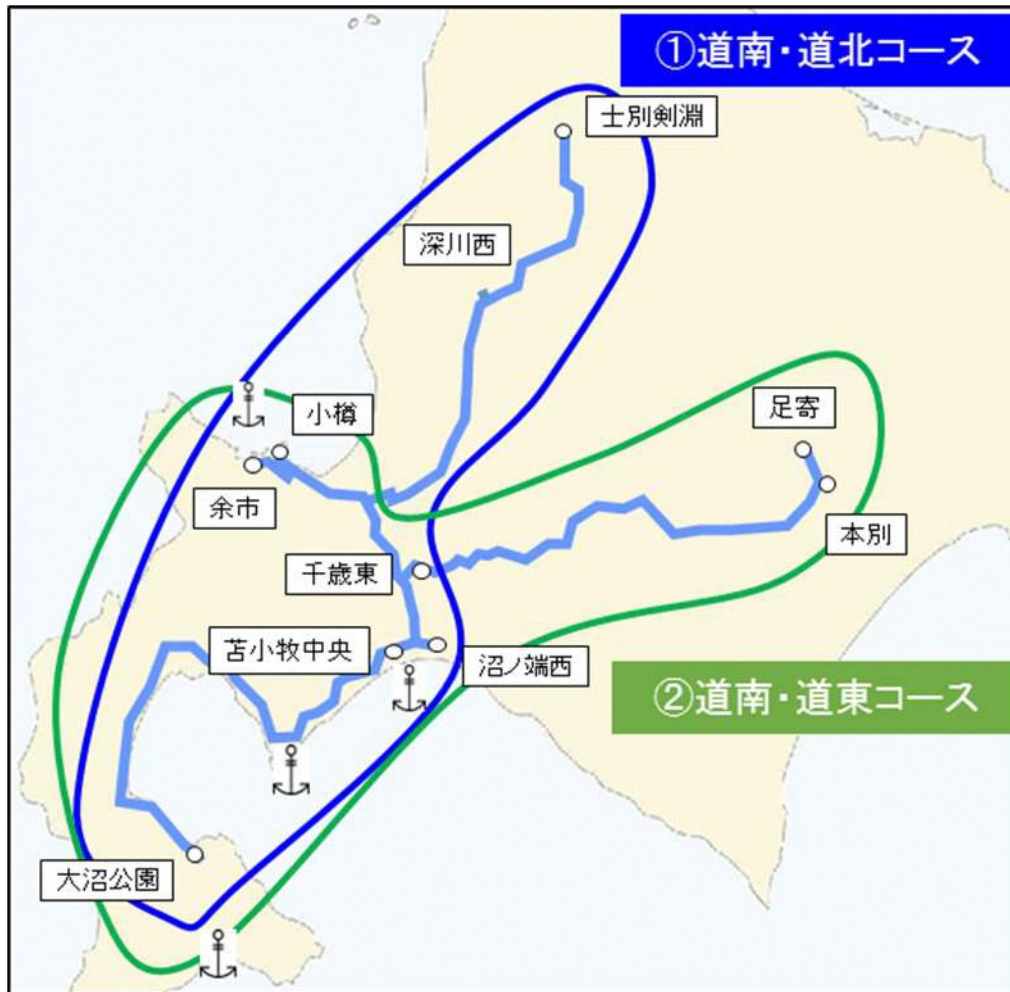 ①道南・道北コース
士別剣淵
深川西
足寄
小樽
余市
本別
千歳東
苫小牧中央
沼ノ端西
②道南・道東コース
大沼公園